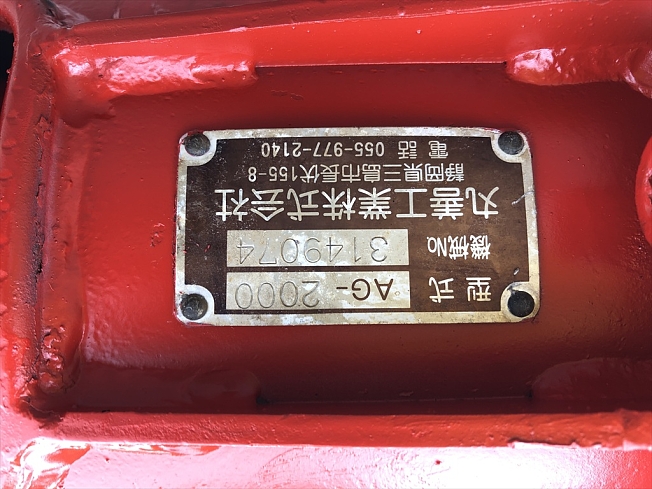 型式 AG-2000
機械No. 3149074
丸善工業株式会社
静岡県三島市長伏155-8
電話 055-977-2140